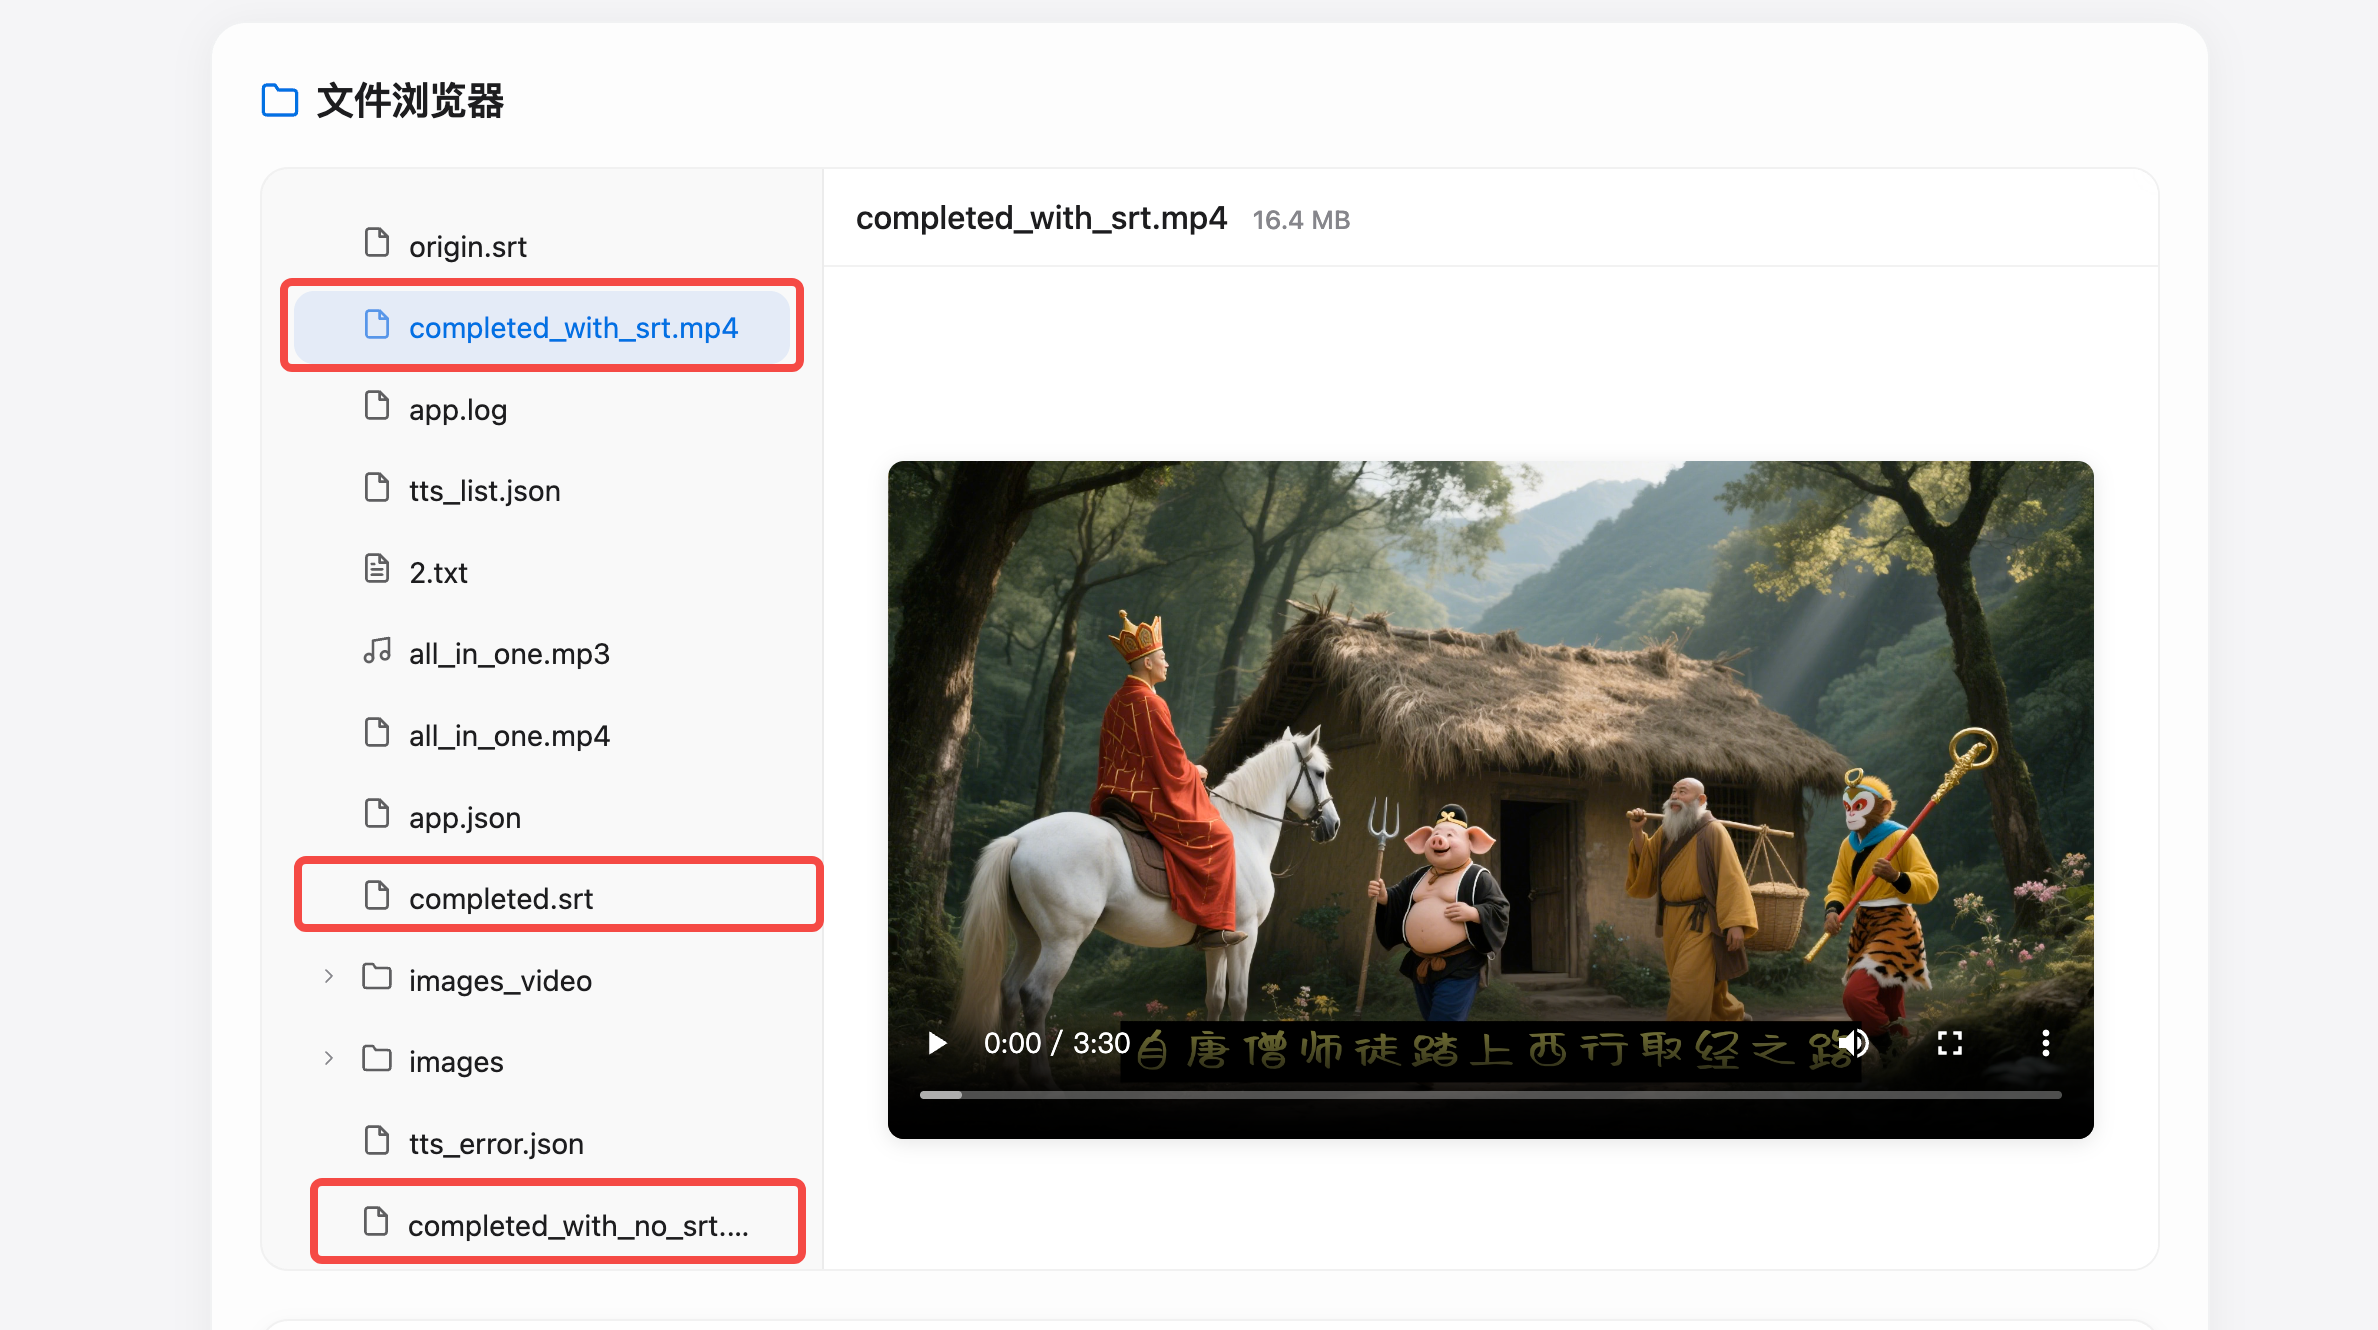 文件浏览器
origin.srt
completed_with_srt.mp4
app.log
tts_list.json
2.txt
all_in_one.mp3
all_in_one.mp4
app.json
completed.srt
images_video
images
tts_error.json
completed_with_no_srt....
completed_with_srt.mp4 16.4 MB
0:00 / 3:30
自唐僧师徒踏上西行取经之路